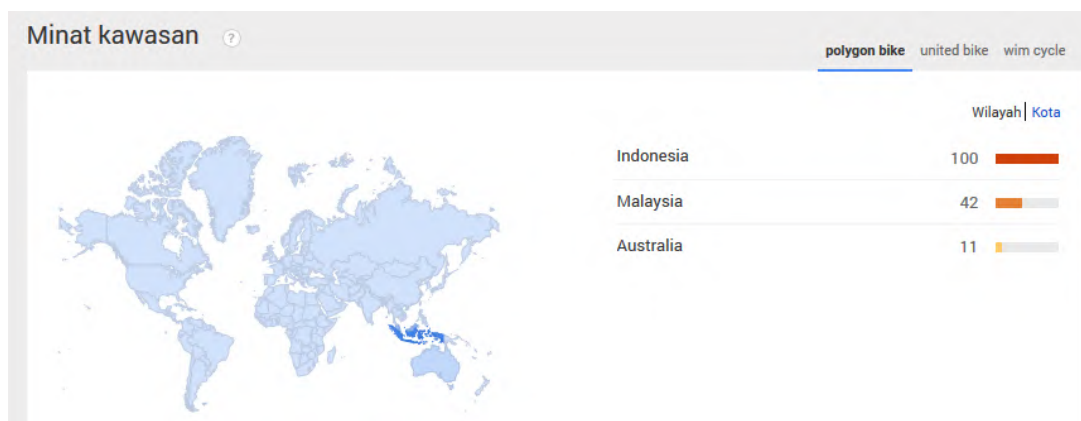 Minat kawasan ?
polygon bike united bike wim cycle
Wilayah | Kota
Indonesia 100
Malaysia 42
Australia 11